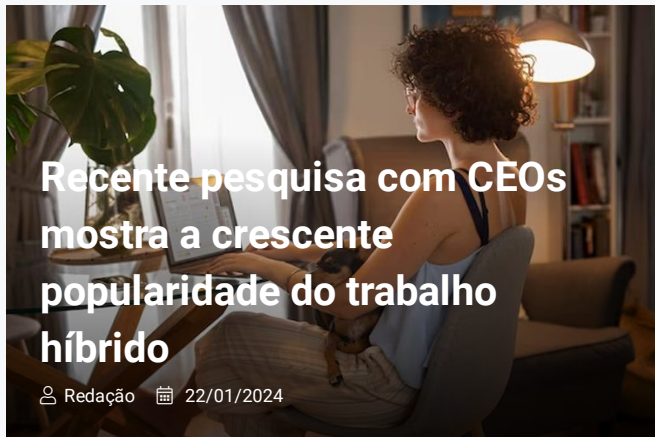 Recente pesquisa com CEOs
mostra a crescente
popularidade do trabalho
híbrido
Redação 22/01/2024